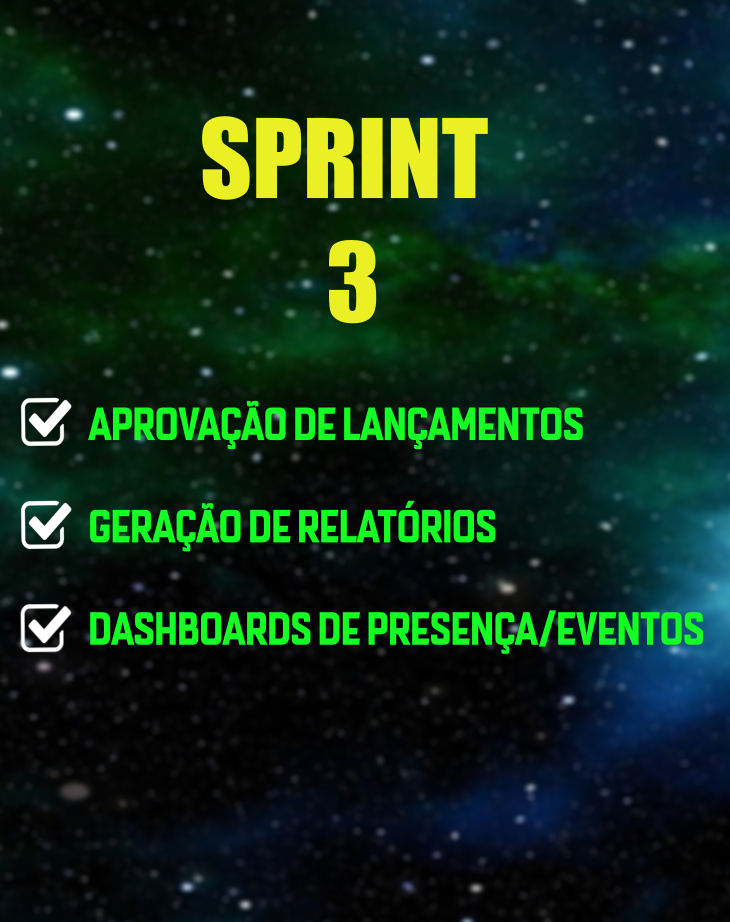 SPRINT
3
APROVAÇÃO DE LANÇAMENTOS
GERAÇÃO DE RELATÓRIOS
DASHBOARDS DE PRESENÇA/EVENTOS